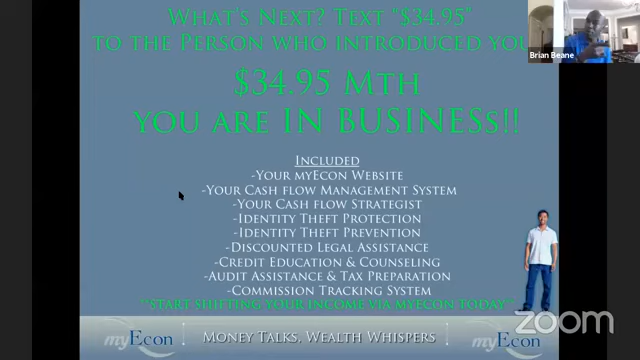 What's Next? Text "$34.95"
to the Person who introduced you
$34.95 Mth
you are IN BUSINESs!!
Included
-Your myEcon Website
-Your Cash flow Management System
-Your Cash flow Strategist
-Identity Theft Protection
-Identity Theft Prevention
-Discounted Legal Assistance
-Credit Education & Counseling
-Audit Assistance & Tax Preparation
-Commission Tracking System
**Start shifting your income via myEcon today**
myEcon
Money Talks, Wealth Whispers
myEcon
Brian Beane
zoom